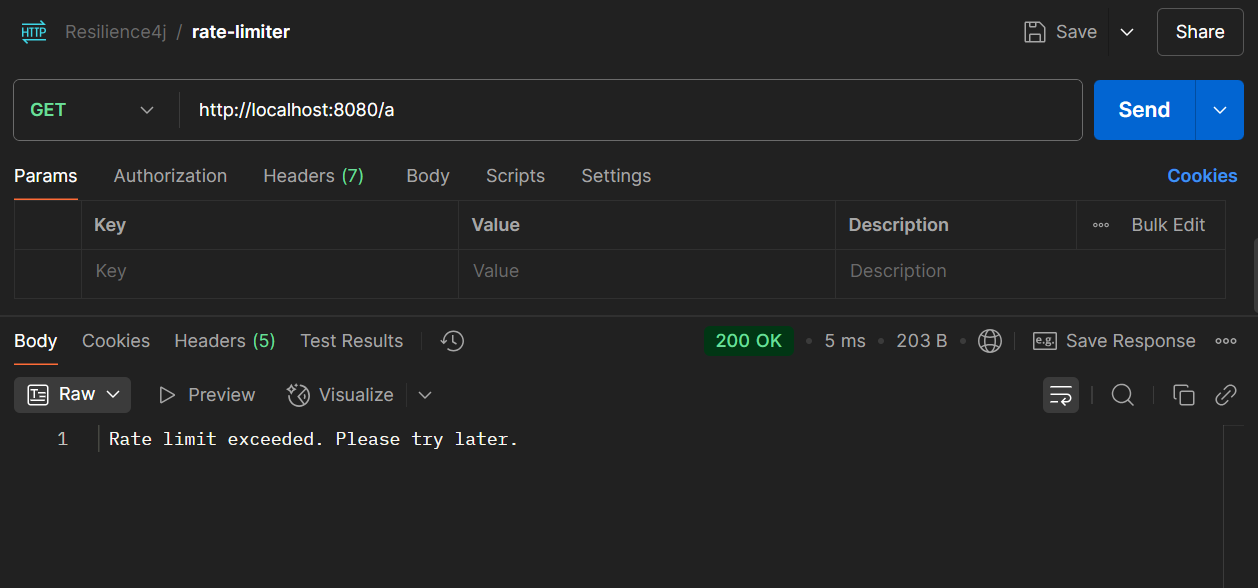 HTTP Resilience4j / rate-limiter Save Share
GET http://localhost:8080/a Send
Params Authorization Headers (7) Body Scripts Settings Cookies
Key Value Description Bulk Edit
Key Value Description
Body Cookies Headers (5) Test Results 200 OK • 5 ms • 203 B • e.g. Save Response
Raw Preview Visualize
1 Rate limit exceeded. Please try later.